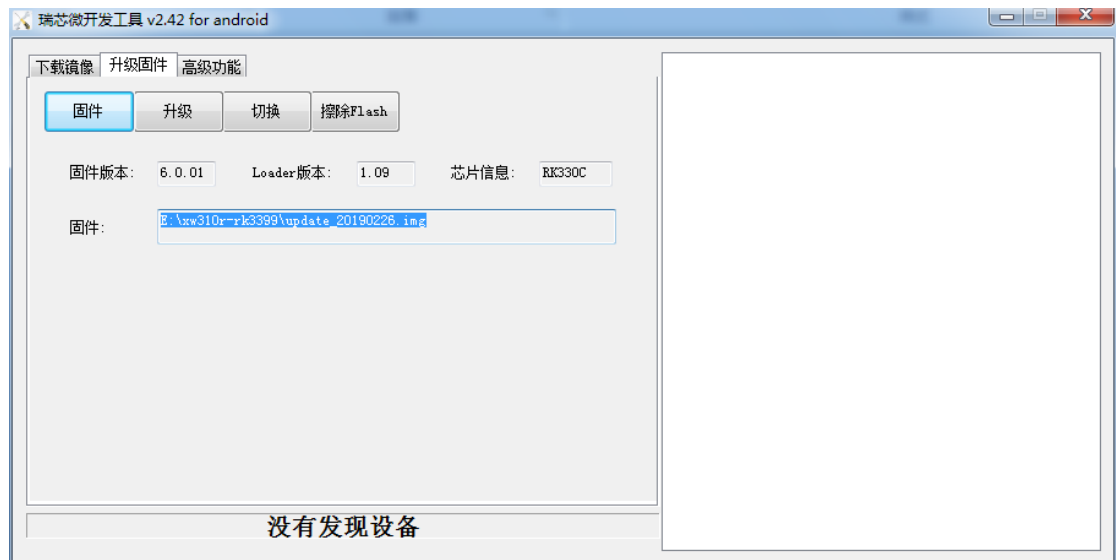 瑞芯微开发工具 v2.42 for android
下载镜像 升级固件 高级功能
固件 升级 切换 擦除Flash
固件版本: 6.0.01 Loader版本: 1.09 芯片信息: RK330C
固件: E:\xw310r-rk3399\update_20190226.img
没有发现设备